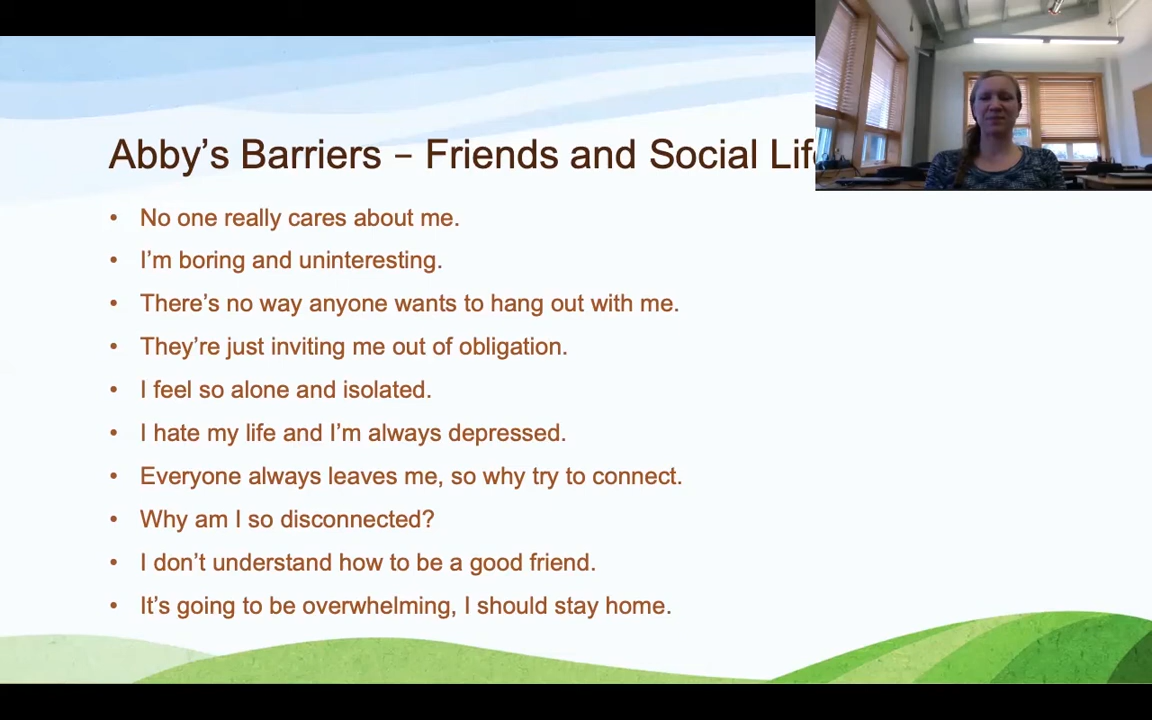 Abby’s Barriers – Friends and Social Life
• No one really cares about me.
• I’m boring and uninteresting.
• There’s no way anyone wants to hang out with me.
• They’re just inviting me out of obligation.
• I feel so alone and isolated.
• I hate my life and I’m always depressed.
• Everyone always leaves me, so why try to connect.
• Why am I so disconnected?
• I don’t understand how to be a good friend.
• It’s going to be overwhelming, I should stay home.